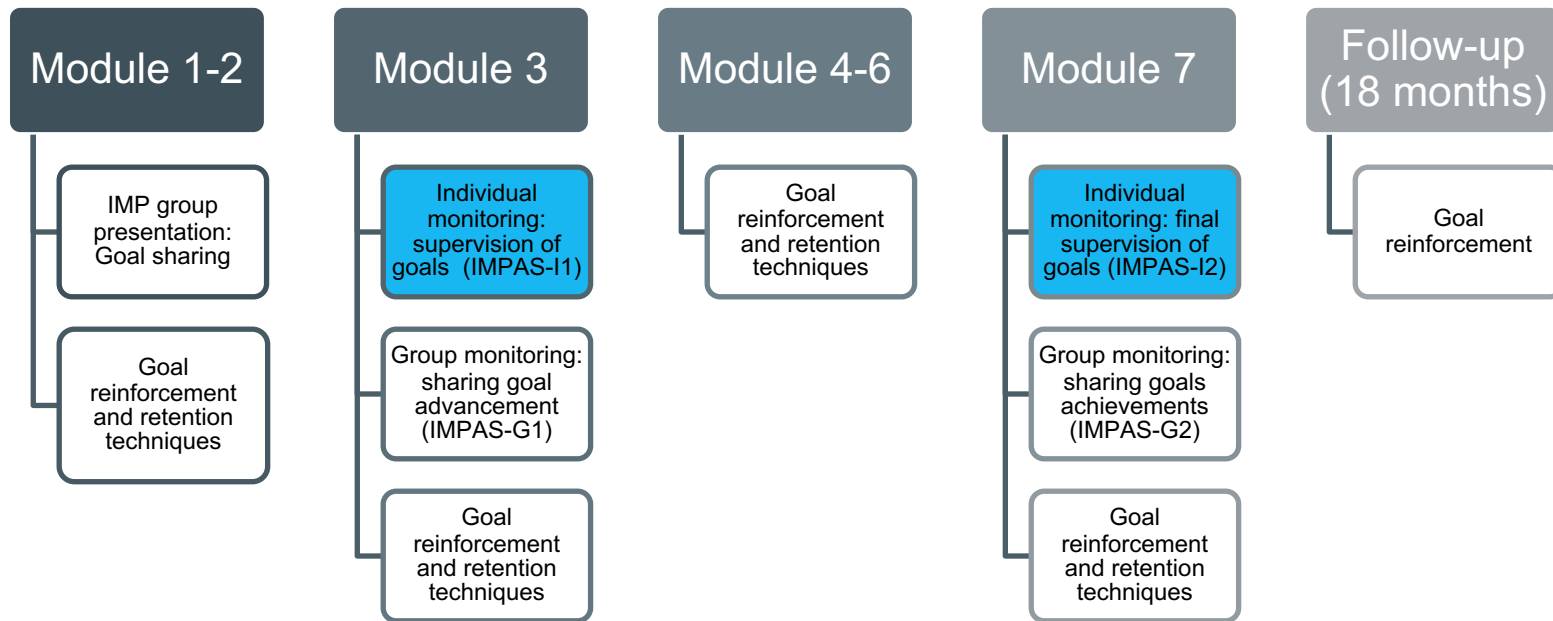 Module 1-2
IMP group
presentation:
Goal sharing
Goal
reinforcement
and retention
techniques
Module 3
Individual
monitoring:
supervision of
goals (IMPAS-I1)
Group monitoring:
sharing goal
advancement
(IMPAS-G1)
Goal
reinforcement
and retention
techniques
Module 4-6
Goal
reinforcement
and retention
techniques
Module 7
Individual
monitoring: final
supervision of
goals (IMPAS-I2)
Group monitoring:
sharing goals
achievements
(IMPAS-G2)
Goal
reinforcement
and retention
techniques
Follow-up
(18 months)
Goal
reinforcement